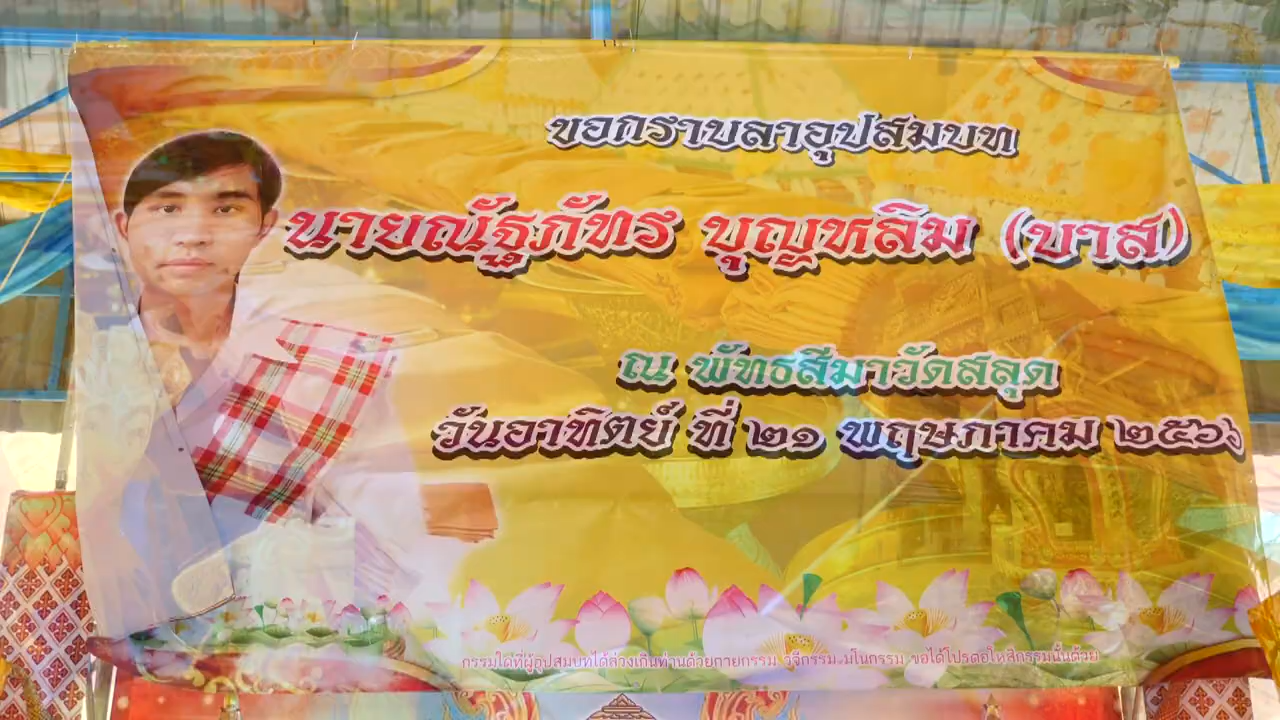 ขอกราบลาอุปสมบท
นายณัฐภัทร บุญหลิม (บาส)
ณ พัทธสีมาวัดสลุด
วันอาทิตย์ ที่ ๒๑ พฤษภาคม ๒๕๖๖
กรรมใดที่ผู้อุปสมบทได้ล่วงเกินท่านด้วยกายกรรม วจีกรรม มโนกรรม ขอได้โปรดอโหสิกรรมนั้นด้วย